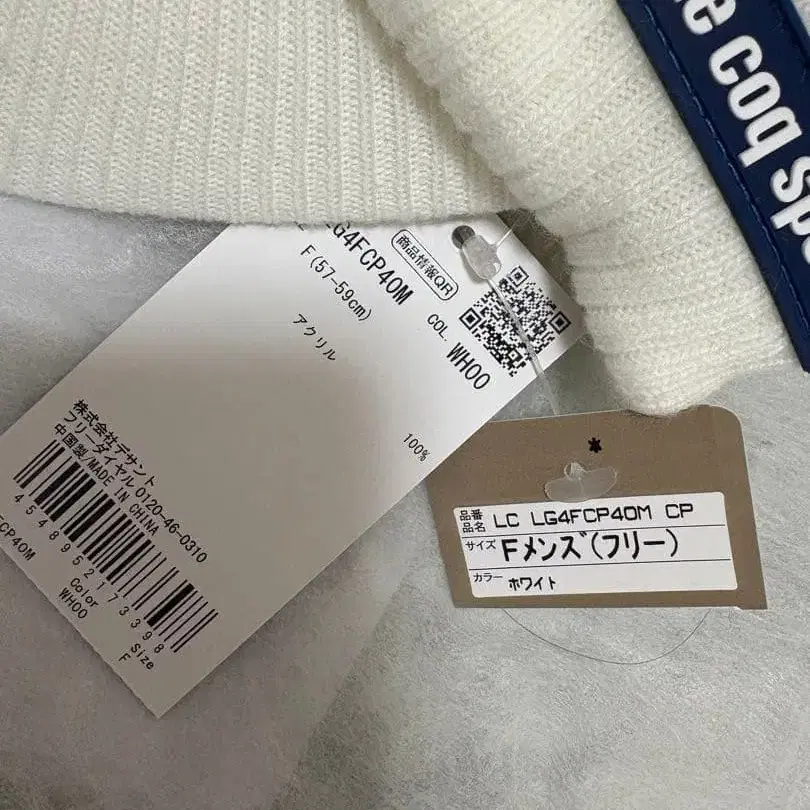 le coq sp
LG4FCP40M
商品情報QR
F(57-59cm)
COL. WH00
アクリル
100%
株式会社デサント
フリーダイヤル 0120-46-0310
中国製/MADE IN CHINA
4548952173398
FCP40M
Color
WH00
Size
F
品番
品名
LC LG4FCP40M CP
サイズ
Fメンズ(フリー)
カラー
ホワイト